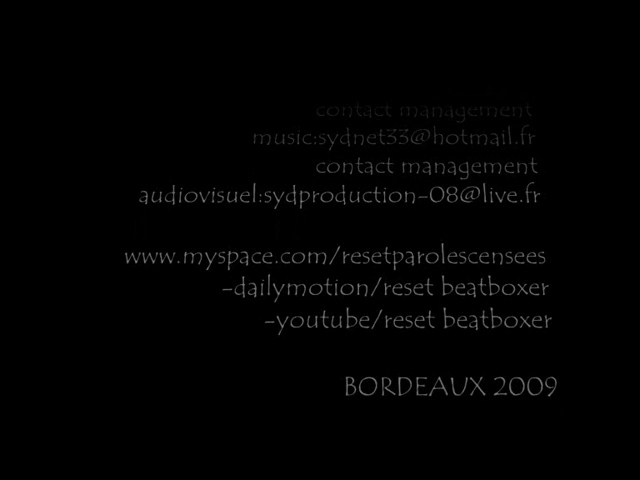 contact management
music:sydnet33@hotmail.fr
contact management
audiovisuel:sydproduction-08@live.fr
www.myspace.com/resetparolescensees
-dailymotion/reset beatboxer
-youtube/reset beatboxer
BORDEAUX 2009